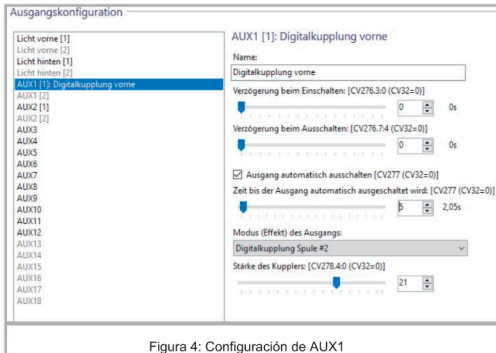 Ausgangskonfiguration
Licht vorne [1]
Licht vorne [2]
Licht hinten [1]
Licht hinten [2]
AUX1 [1]: Digitalkupplung vorne
AUX1 [2]
AUX2 [1]
AUX2 [2]
AUX3
AUX4
AUX5
AUX6
AUX7
AUX8
AUX9
AUX10
AUX11
AUX12
AUX13
AUX14
AUX15
AUX16
AUX17
AUX18
AUX1 [1]: Digitalkupplung vorne
Name:
Digitalkupplung vorne
Verzögerung beim Einschalten: [CV276.3:0 (CV32=0)]
0 0s
Verzögerung beim Ausschalten: [CV276.7:4 (CV32=0)]
0 0s
Ausgang automatisch ausschalten [CV277 (CV32=0)]
Zeit bis der Ausgang automatisch ausgeschaltet wird: [CV277 (CV32=0)]
5 2,05s
Modus (Effekt) des Ausgangs:
Digitalkupplung Spule #2
Stärke des Kupplers: [CV278.4:0 (CV32=0)]
21
Figura 4: Configuración de AUX1